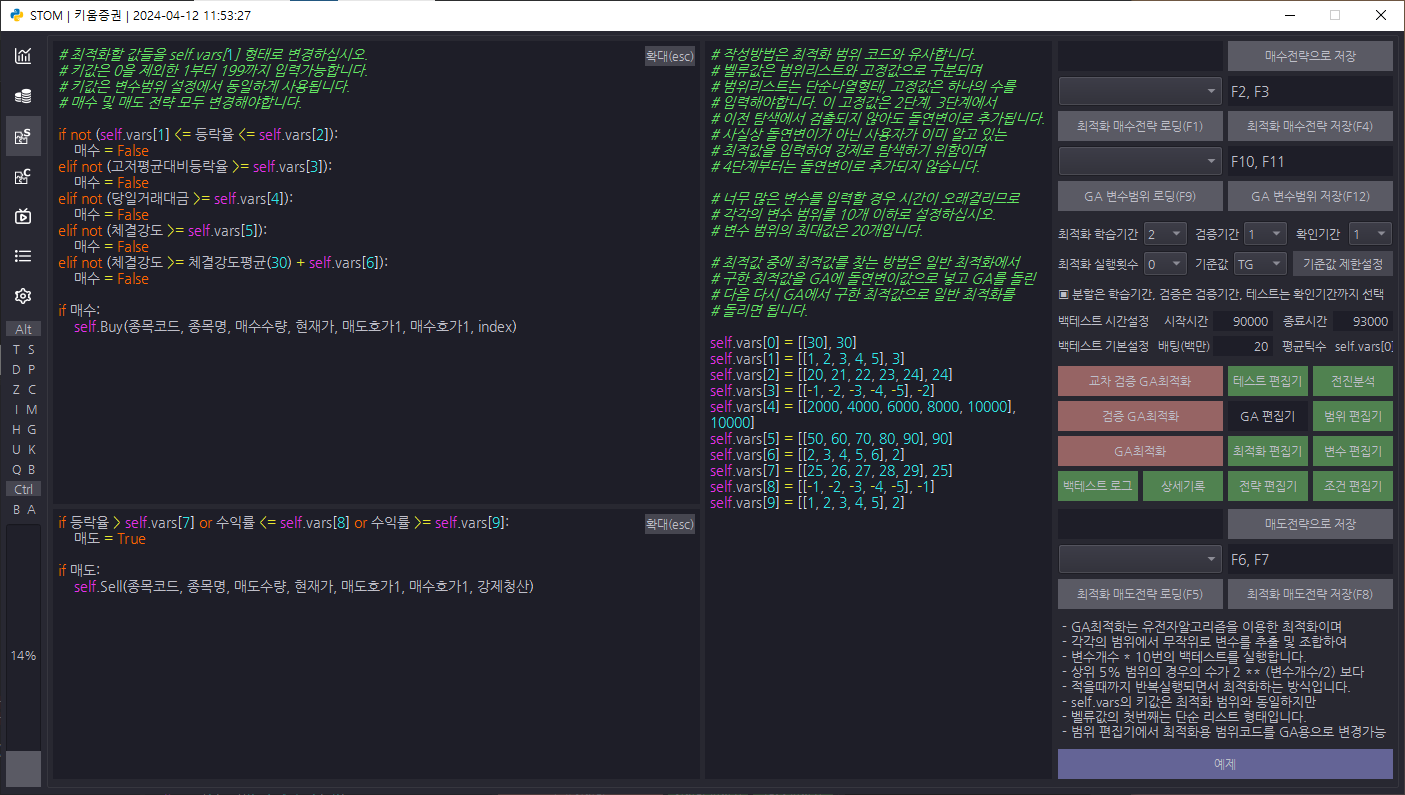 STOM | 키움증권 | 2024-04-12 11:53:27
# 최적화할 값들을 self.vars[1] 형태로 변경하십시오.
# 키값은 0을 제외한 1부터 199까지 입력가능합니다.
# 키값은 변수범위 설정에서 동일하게 사용됩니다.
# 매수 및 매도 전략 모두 변경해야합니다.
확대(esc)
if not (self.vars[1] <= 등락율 <= self.vars[2]):
매수 = False
elif not (고저평균대비등락율 >= self.vars[3]):
매수 = False
elif not (당일거래대금 >= self.vars[4]):
매수 = False
elif not (체결강도 >= self.vars[5]):
매수 = False
elif not (체결강도 >= 체결강도평균(30) + self.vars[6]):
매수 = False
if 매수:
self.Buy(종목코드, 종목명, 매수수량, 현재가, 매도호가1, 매수호가1, index)
if 등락율 > self.vars[7] or 수익률 <= self.vars[8] or 수익률 >= self.vars[9]:
매도 = True
확대(esc)
if 매도:
self.Sell(종목코드, 종목명, 매도수량, 현재가, 매도호가1, 매수호가1, 강제청산)
# 작성방법은 최적화 범위 코드와 유사합니다.
# 벨류값은 범위리스트와 고정값으로 구분되며
# 범위리스트는 단순나열형태, 고정값은 하나의 수를
# 입력해야합니다. 이 고정값은 2단계, 3단계에서
# 이전 탐색에서 검출되지 않아도 돌연변이로 추가됩니다.
# 사실상 돌연변이가 아닌 사용자가 이미 알고 있는
# 최적값을 입력하여 강제로 탐색하기 위함이며
# 4단계부터는 돌연변이로 추가되지 않습니다.
# 너무 많은 변수를 입력할 경우 시간이 오래걸리므로
# 각각의 변수 범위를 10개 이하로 설정하십시오.
# 변수 범위의 최대값은 20개입니다.
# 최적값 중에 최적값를 찾는 방법은 일반 최적화에서
# 구한 최적값을 GA에 돌연변이값으로 넣고 GA를 돌린
# 다음 다시 GA에서 구한 최적값으로 일반 최적화를
# 돌리면 됩니다.
self.vars[0] = [[30], 30]
self.vars[1] = [[1, 2, 3, 4, 5], 3]
self.vars[2] = [[20, 21, 22, 23, 24], 24]
self.vars[3] = [[-1, -2, -3, -4, -5], -2]
self.vars[4] = [[2000, 4000, 6000, 8000, 10000],
10000]
self.vars[5] = [[50, 60, 70, 80, 90], 90]
self.vars[6] = [[2, 3, 4, 5, 6], 2]
self.vars[7] = [[25, 26, 27, 28, 29], 25]
self.vars[8] = [[-1, -2, -3, -4, -5], -1]
self.vars[9] = [[1, 2, 3, 4, 5], 2]
매수전략으로 저장
F2, F3
최적화 매수전략 로딩(F1) 최적화 매수전략 저장(F4)
F10, F11
GA 변수범위 로딩(F9) GA 변수범위 저장(F12)
최적화 학습기간 2 검증기간 1 확인기간 1
최적화 실행횟수 0 기준값 TG 기준값 제한설정
▣ 분할은 학습기간, 검증은 검증기간, 테스트는 확인기간까지 선택
백테스트 시간설정 시작시간 90000 종료시간 93000
백테스트 기본설정 배팅(백만) 20 평균틱수 self.vars[0]
교차 검증 GA최적화 테스트 편집기 전진분석
검증 GA최적화 GA 편집기 범위 편집기
GA최적화 최적화 편집기 변수 편집기
백테스트 로그 상세기록 전략 편집기 조건 편집기
매도전략으로 저장
F6, F7
최적화 매도전략 로딩(F5) 최적화 매도전략 저장(F8)
- GA최적화는 유전자알고리즘을 이용한 최적화이며
- 각각의 범위에서 무작위로 변수를 추출 및 조합하여
- 변수개수 * 10번의 백테스트를 실행합니다.
- 상위 5% 범위의 경우의 수가 2 ** (변수개수/2) 보다
- 적을때까지 반복실행되면서 최적화하는 방식입니다.
- self.vars의 키값은 최적화 범위와 동일하지만
- 벨류값의 첫번째는 단순 리스트 형태입니다.
- 범위 편집기에서 최적화용 범위코드를 GA용으로 변경가능
예제
S
C
Alt
T S
D P
Z C
I M
H G
U K
Q B
Ctrl
B A
14%